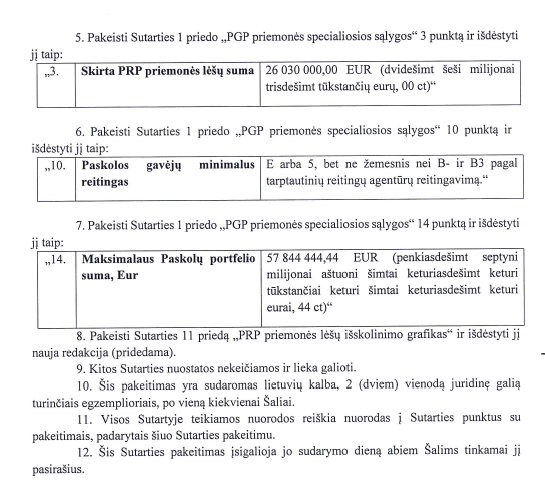 5. Pakeisti Sutarties 1 priedo „PGP priemonės specialiosios sąlygos“ 3 punktą ir išdėstyti
jį taip:
„3. Skirta PRP priemonės lėšų suma 26 030 000,00 EUR (dvidešimt šeši milijonai
trisdešimt tūkstančių eurų, 00 ct)“
6. Pakeisti Sutarties 1 priedo „PGP priemonės specialiosios sąlygos“ 10 punktą ir
išdėstyti jį taip:
„10. Paskolos gavėjų minimalus E arba 5, bet ne žemesnis nei B- ir B3 pagal
reitingas tarptautinių reitingų agentūrų reitingavimą.“
7. Pakeisti Sutarties 1 priedo „PGP priemonės specialiosios sąlygos“ 14 punktą ir išdėstyti
jį taip:
„14. Maksimalaus Paskolų portfelio 57 844 444,44 EUR (penkiasdešimt septyni
suma, Eur milijonai aštuoni šimtai keturiasdešimt keturi
tūkstančiai keturi šimtai keturiasdešimt keturi
eurai, 44 ct)“
8. Pakeisti Sutarties 11 priedą „PRP priemonės lėšų išskolinimo grafikas“ ir išdėstyti jį
nauja redakcija (pridedama).
9. Kitos Sutarties nuostatos nekeičiamos ir lieka galioti.
10. Šis pakeitimas yra sudaromas lietuvių kalba, 2 (dviem) vienodą juridinę galią
turinčiais egzemplioriais, po vieną kiekvienai Šaliai.
11. Visos Sutartyje teikiamos nuorodos reiškia nuorodas į Sutarties punktus su
pakeitimais, padarytais šiuo Sutarties pakeitimu.
12. Šis Sutarties pakeitimas įsigalioja jo sudarymo dieną abiem Šalims tinkamai jį
pasirašius.